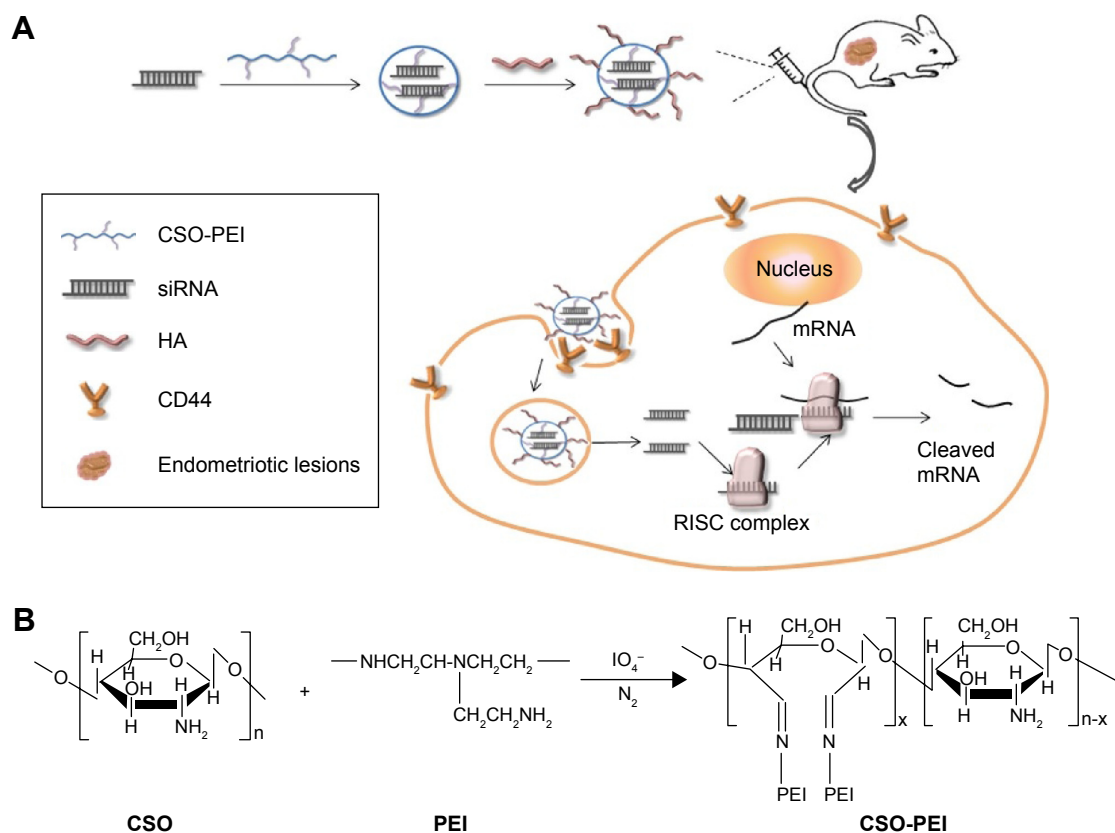 A
CSO-PEI
siRNA
HA
CD44
Endometriotic lesions
Nucleus
mRNA
RISC complex
Cleaved
mRNA
B
CH₂OH
O
O
O
H
H
OH
H
H
H
NH₂
n
+
NHCH₂CH—NCH₂CH₂
CH₂CH₂NH₂
IO₄⁻
N₂
H
CH₂OH
O
O
O
H
N
N
PEI
PEI
x
CH₂OH
O
O
H
H
OH
H
H
H
NH₂
n-x
CSO
PEI
CSO-PEI